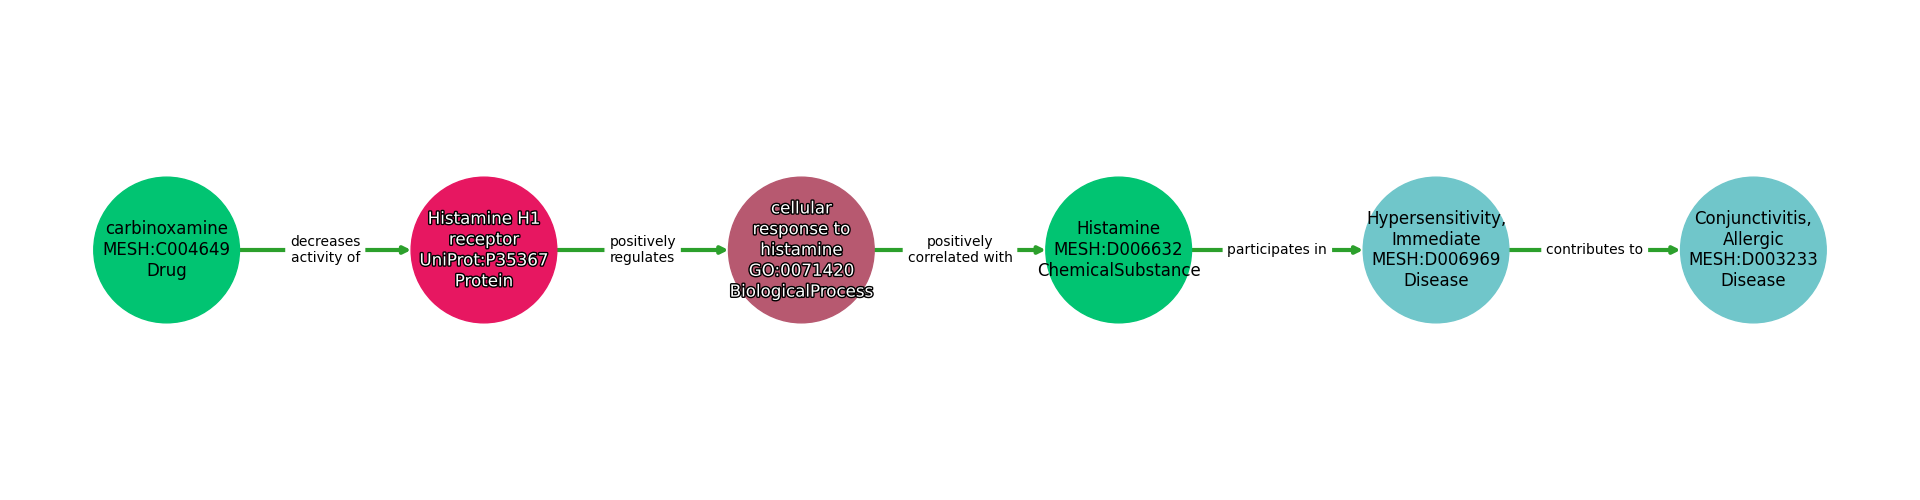 carbinoxamine
MESH:C004649
Drug
decreases
activity of
Histamine H1
receptor
UniProt:P35367
Protein
positively
regulates
cellular
response to
histamine
GO:0071420
BiologicalProcess
positively
correlated with
Histamine
MESH:D006632
ChemicalSubstance
participates in
Hypersensitivity,
Immediate
MESH:D006969
Disease
contributes to
Conjunctivitis,
Allergic
MESH:D003233
Disease